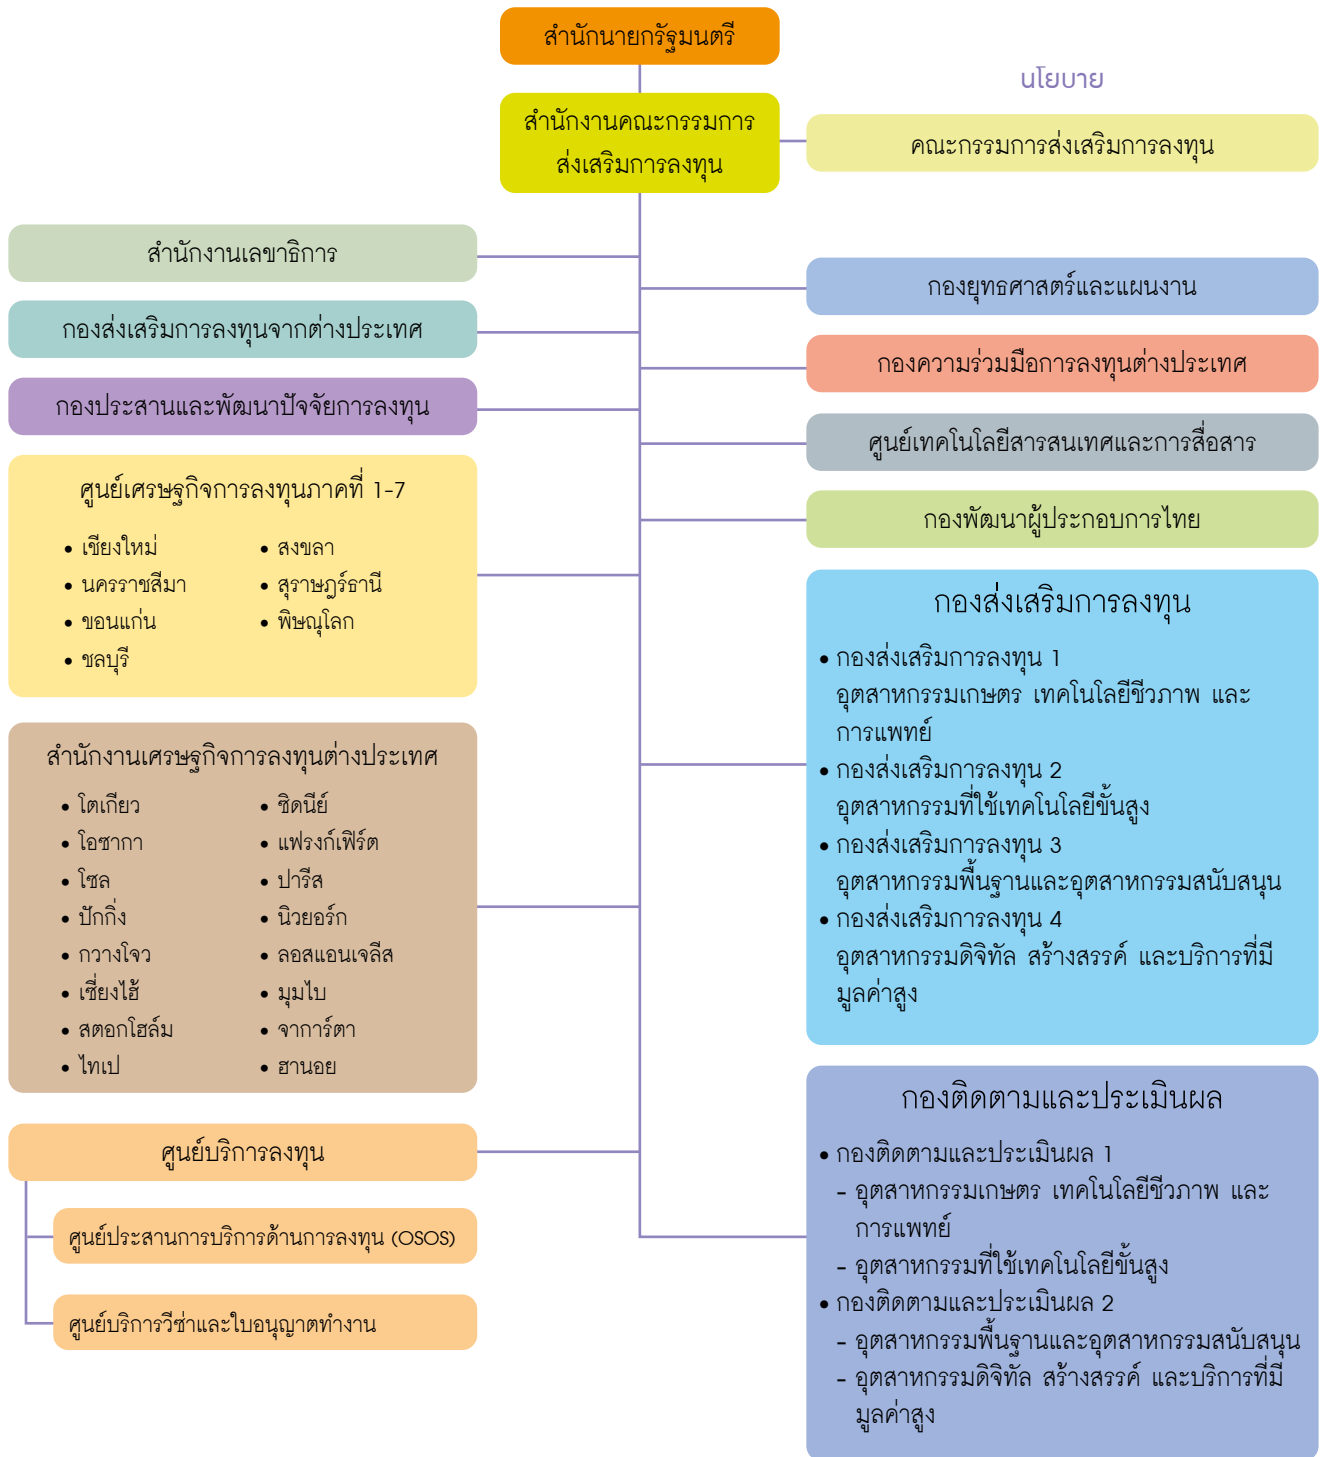 สำนักนายกรัฐมนตรี
นโยบาย
สำนักงานคณะกรรมการ
ส่งเสริมการลงทุน
คณะกรรมการส่งเสริมการลงทุน
สำนักงานเลขาธิการ
กองส่งเสริมการลงทุนจากต่างประเทศ
กองประสานและพัฒนาปัจจัยการลงทุน
ศูนย์เศรษฐกิจการลงทุนภาคที่ 1-7
• เชียงใหม่
• นครราชสีมา
• ขอนแก่น
• ชลบุรี
• สงขลา
• สุราษฎร์ธานี
• พิษณุโลก
สำนักงานเศรษฐกิจการลงทุนต่างประเทศ
• โตเกียว
• โอซากา
• โซล
• ปักกิ่ง
• กวางโจว
• เซี่ยงไฮ้
• สตอกโฮล์ม
• ไทเป
• ซิดนีย์
• แฟรงก์เฟิร์ต
• ปารีส
• นิวยอร์ก
• ลอสแอนเจลีส
• มุมไบ
• จาการ์ตา
• ฮานอย
ศูนย์บริการลงทุน
ศูนย์ประสานการบริการด้านการลงทุน (OSOS)
ศูนย์บริการวีซ่าและใบอนุญาตทำงาน
กองยุทธศาสตร์และแผนงาน
กองความร่วมมือการลงทุนต่างประเทศ
ศูนย์เทคโนโลยีสารสนเทศและการสื่อสาร
กองพัฒนาผู้ประกอบการไทย
กองส่งเสริมการลงทุน
• กองส่งเสริมการลงทุน 1
อุตสาหกรรมเกษตร เทคโนโลยีชีวภาพ และ
การแพทย์
• กองส่งเสริมการลงทุน 2
อุตสาหกรรมที่ใช้เทคโนโลยีขั้นสูง
• กองส่งเสริมการลงทุน 3
อุตสาหกรรมพื้นฐานและอุตสาหกรรมสนับสนุน
• กองส่งเสริมการลงทุน 4
อุตสาหกรรมดิจิทัล สร้างสรรค์ และบริการที่มี
มูลค่าสูง
กองติดตามและประเมินผล
• กองติดตามและประเมินผล 1
- อุตสาหกรรมเกษตร เทคโนโลยีชีวภาพ และ
การแพทย์
- อุตสาหกรรมที่ใช้เทคโนโลยีขั้นสูง
• กองติดตามและประเมินผล 2
- อุตสาหกรรมพื้นฐานและอุตสาหกรรมสนับสนุน
- อุตสาหกรรมดิจิทัล สร้างสรรค์ และบริการที่มี
มูลค่าสูง